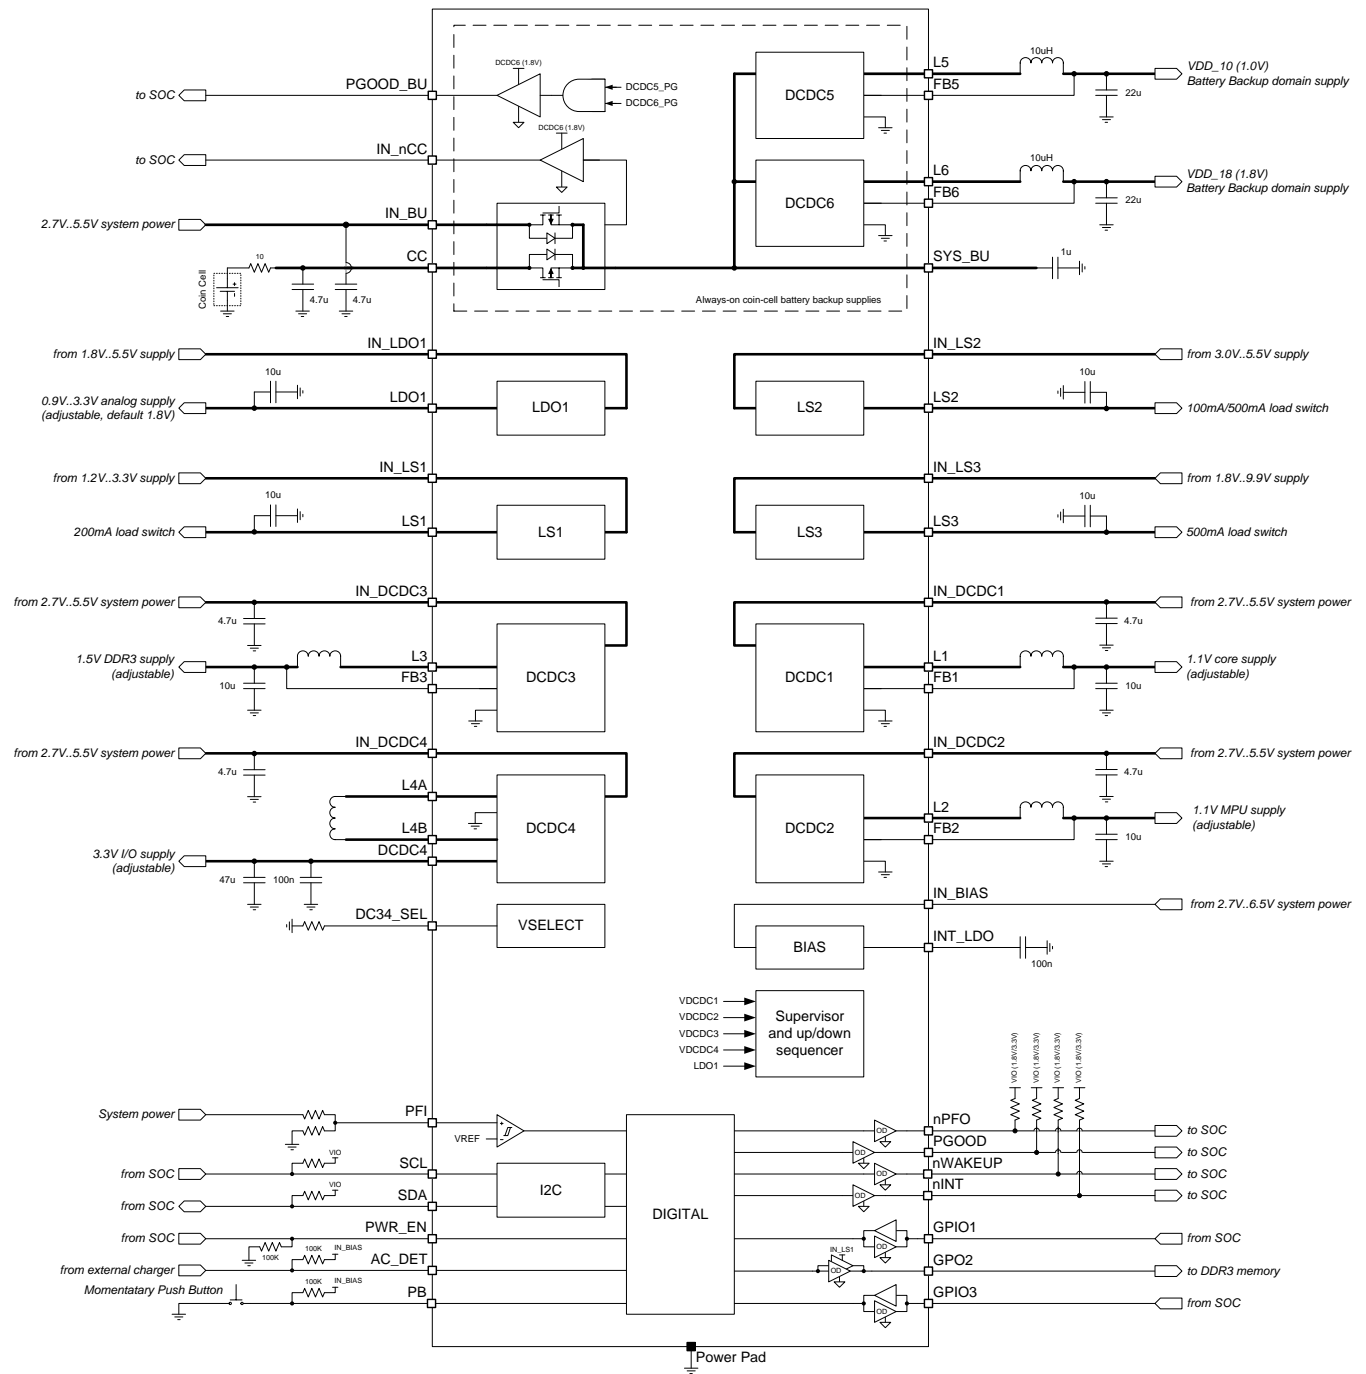 DCDC6 (1.8V)
PGOOD_BU
to SOC
DCDC5_PG
DCDC6_PG
DCDC6 (1.8V)
IN_nCC
to SOC
IN_BU
2.7V..5.5V system power
CC
10
Coin Cell
+
-
4.7u
4.7u
DCDC5
L5
FB5
10uH
22u
VDD_10 (1.0V)
Battery Backup domain supply
DCDC6
L6
FB6
10uH
22u
VDD_18 (1.8V)
Battery Backup domain supply
SYS_BU
1u
Always-on coin-cell battery backup supplies
IN_LDO1
from 1.8V..5.5V supply
10u
LDO1
0.9V..3.3V analog supply
(adjustable, default 1.8V)
LDO1
IN_LS2
from 3.0V..5.5V supply
LS2
LS2
10u
100mA/500mA load switch
IN_LS1
from 1.2V..3.3V supply
10u
LS1
200mA load switch
LS1
IN_LS3
from 1.8V..9.9V supply
LS3
LS3
10u
500mA load switch
IN_DCDC3
from 2.7V..5.5V system power
4.7u
L3
1.5V DDR3 supply
(adjustable)
FB3
10u
DCDC3
IN_DCDC1
from 2.7V..5.5V system power
4.7u
DCDC1
L1
FB1
1.1V core supply
(adjustable)
10u
IN_DCDC4
from 2.7V..5.5V system power
4.7u
L4A
L4B
DCDC4
DCDC4
3.3V I/O supply
(adjustable)
47u
100n
IN_DCDC2
from 2.7V..5.5V system power
4.7u
DCDC2
L2
FB2
1.1V MPU supply
(adjustable)
10u
DC34_SEL
VSELECT
IN_BIAS
from 2.7V..6.5V system power
BIAS
INT_LDO
100n
VDCDC1
VDCDC2
VDCDC3
VDCDC4
LDO1
Supervisor
and up/down
sequencer
VIO (1.8V/3.3V)
VIO (1.8V/3.3V)
VIO (1.8V/3.3V)
VIO (1.8V/3.3V)
System power
PFI
VREF
+
-
nPFO
OD
to SOC
PGOOD
OD
to SOC
nWAKEUP
OD
to SOC
nINT
OD
to SOC
from SOC
VIO
SCL
from SOC
VIO
SDA
I2C
DIGITAL
from SOC
PWR_EN
100K
from external charger
100K
IN_BIAS
AC_DET
Momentatary Push Button
100K
IN_BIAS
PB
GPIO1
OD
from SOC
IN_LS1
OD
GPO2
to DDR3 memory
GPIO3
OD
from SOC
Power Pad